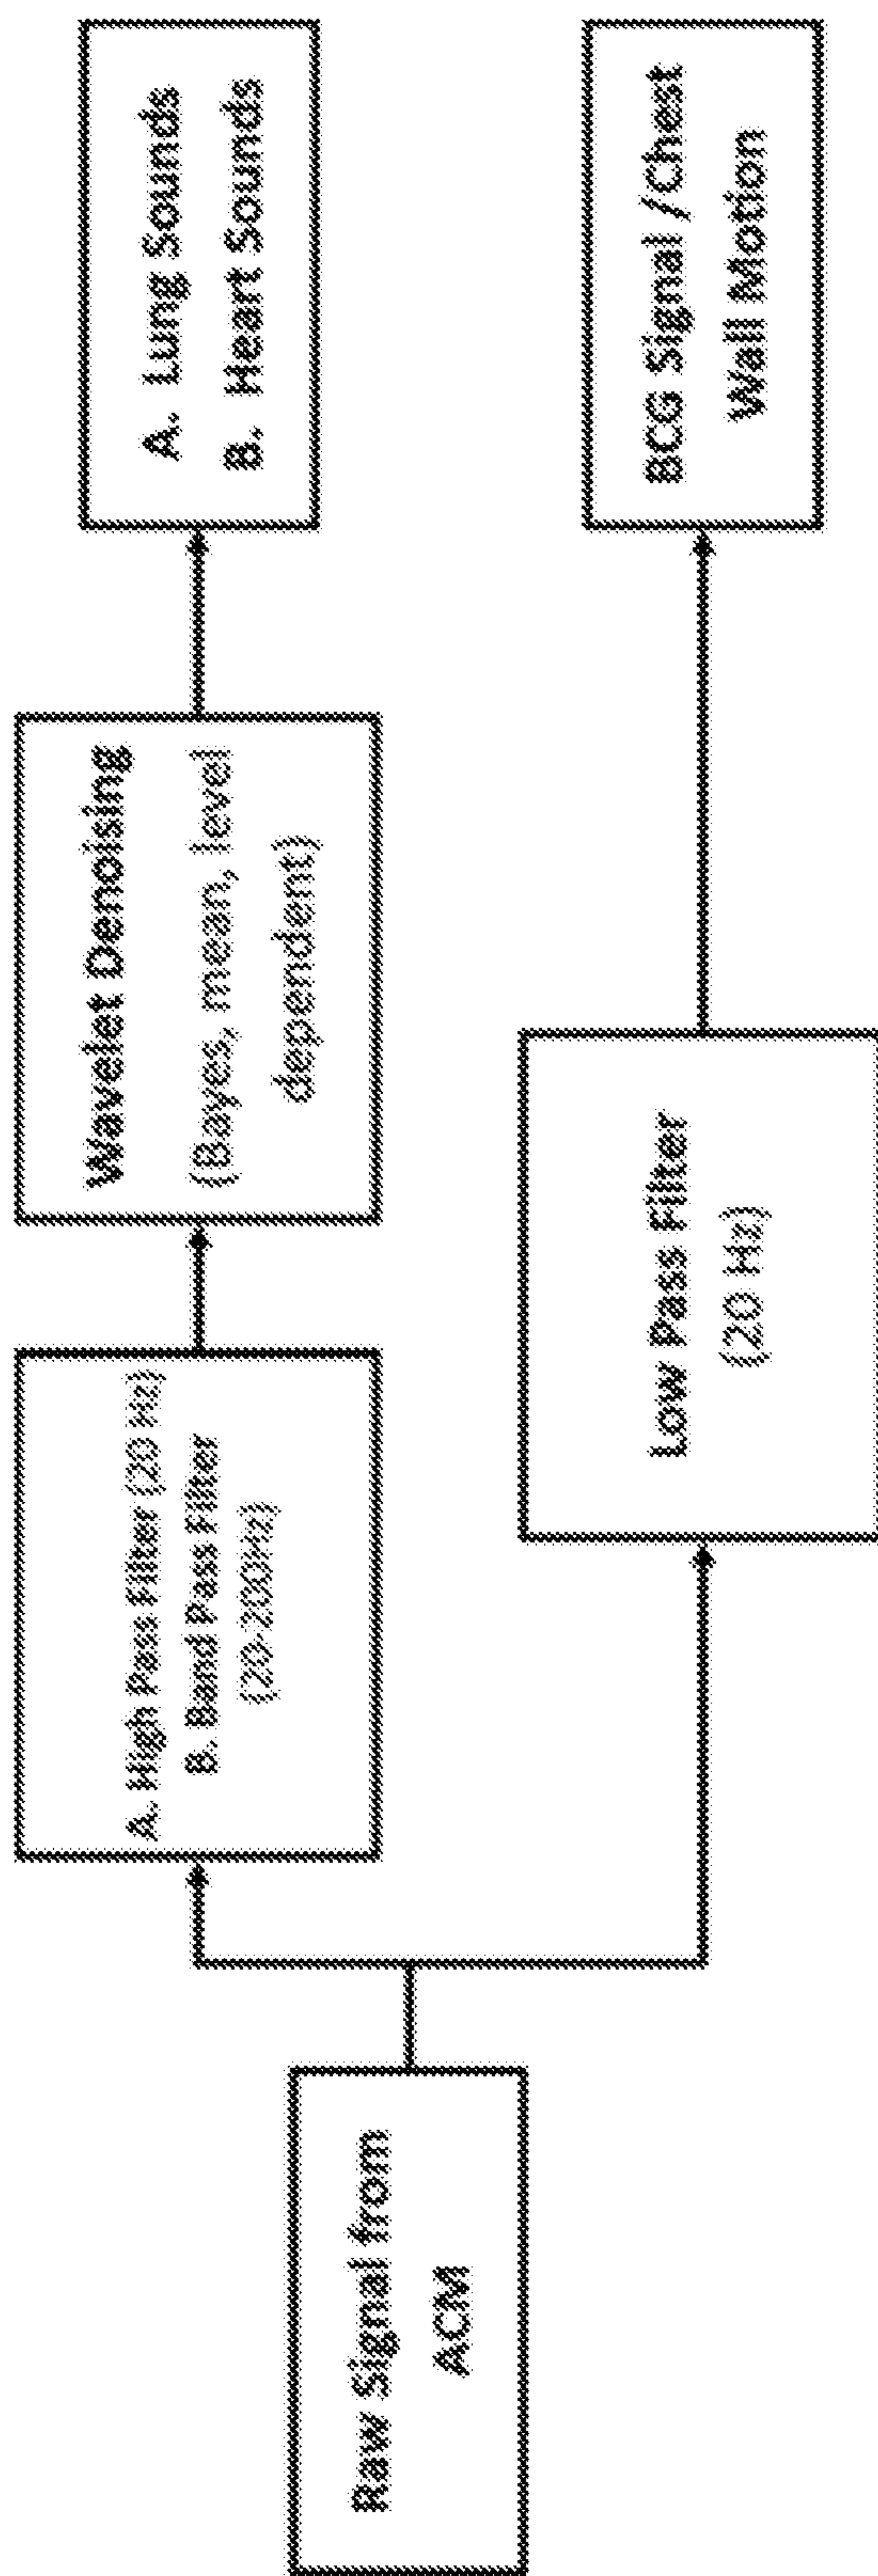 Raw Signal from
ACM
A. High Pass Filter (20 Hz)
B. Band Pass Filter
(20-200Hz)
Wavelet Denoising
(Bayes, mean, level
dependent)
A. Lung Sounds
B. Heart Sounds
Low Pass Filter
(20 Hz)
BCG Signal /chest
Wall Motion